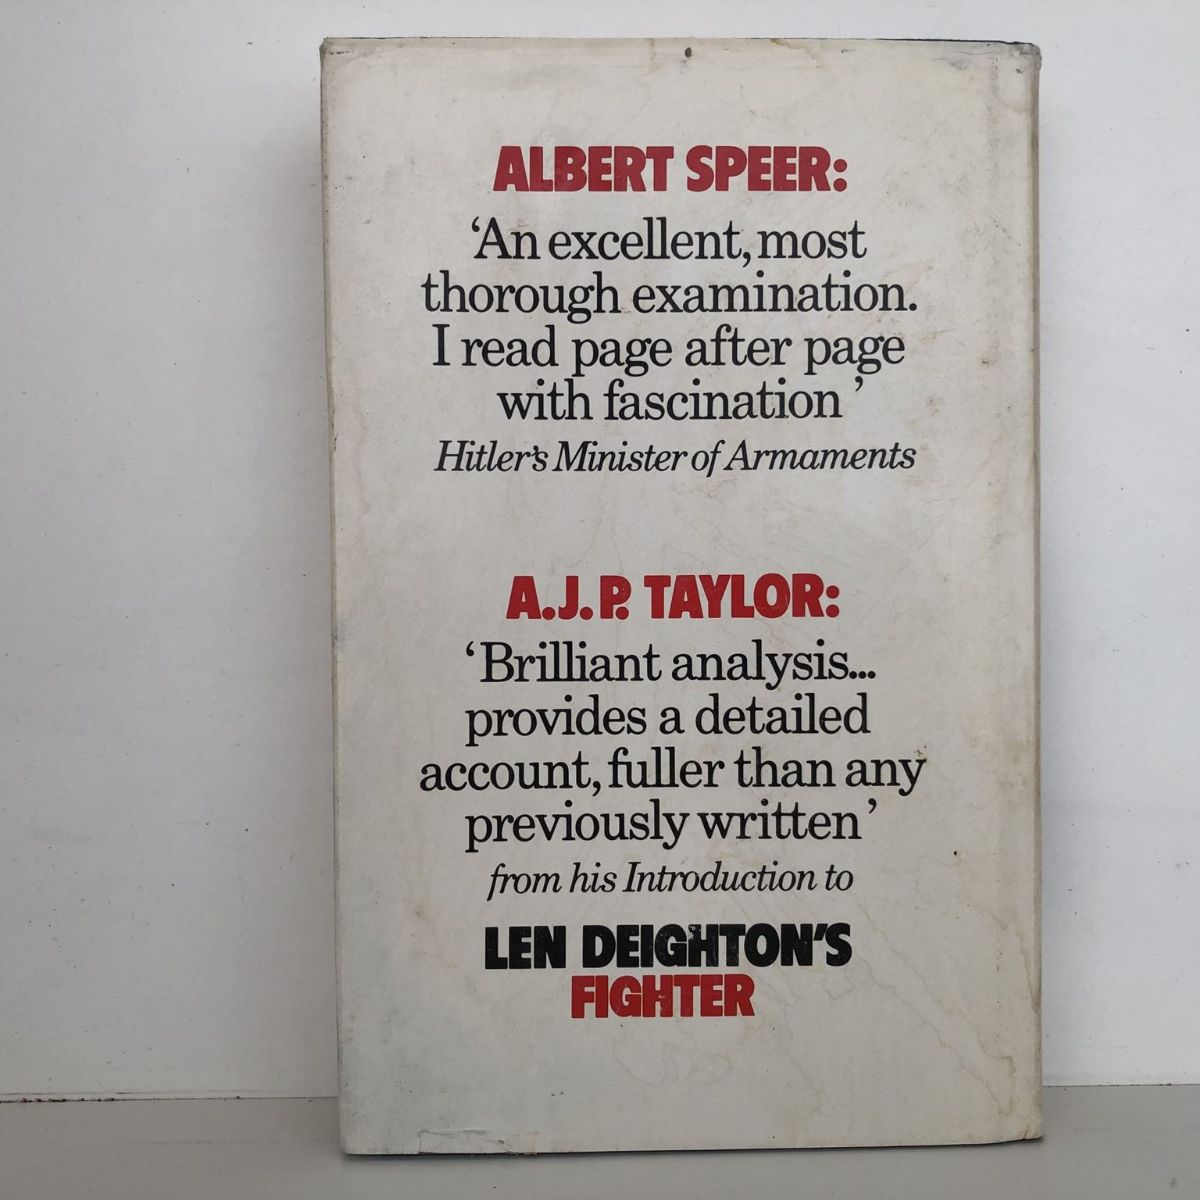 ALBERT SPEER:
‘An excellent, most
thorough examination.
I read page after page
with fascination’
Hitler's Minister of Armaments
A.J.P. TAYLOR:
‘Brilliant analysis...
provides a detailed
account, fuller than any
previously written’
from his Introduction to
LEN DEIGHTON'S
FIGHTER